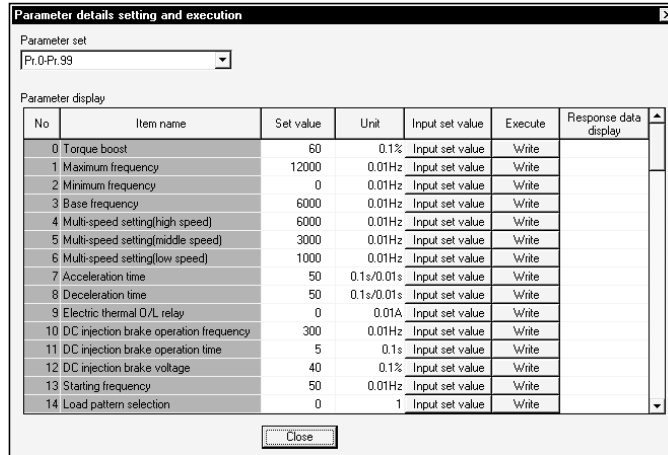 Parameter details setting and execution
Parameter set
Pr.0-Pr.99
Parameter display
No Item name Set value Unit Input set value Execute Response data display
0 Torque boost 60 0.1% Input set value Write
1 Maximum frequency 12000 0.01Hz Input set value Write
2 Minimum frequency 0 0.01Hz Input set value Write
3 Base frequency 6000 0.01Hz Input set value Write
4 Multi-speed setting(high speed) 6000 0.01Hz Input set value Write
5 Multi-speed setting(middle speed) 3000 0.01Hz Input set value Write
6 Multi-speed setting(low speed) 1000 0.01Hz Input set value Write
7 Acceleration time 50 0.1s/0.01s Input set value Write
8 Deceleration time 50 0.1s/0.01s Input set value Write
9 Electric thermal O/L relay 0 0.01A Input set value Write
10 DC injection brake operation frequency 300 0.01Hz Input set value Write
11 DC injection brake operation time 5 0.1s Input set value Write
12 DC injection brake voltage 40 0.1% Input set value Write
13 Starting frequency 50 0.01Hz Input set value Write
14 Load pattern selection 0 1 Input set value Write
Close